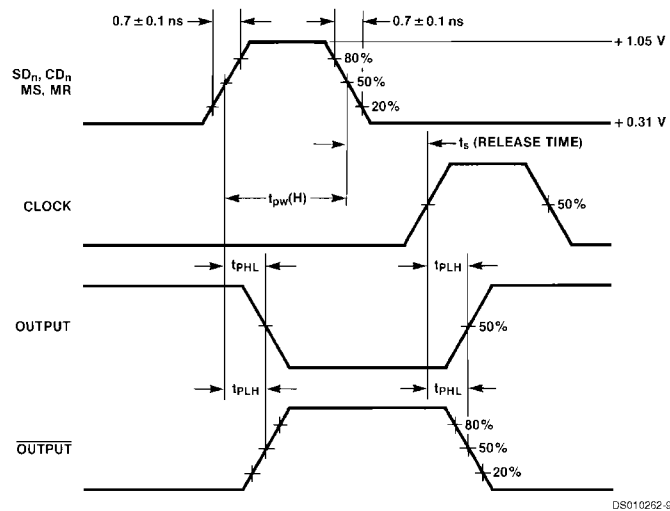 0.7 ± 0.1 ns
0.7 ± 0.1 ns
+ 1.05 V
80%
SDn, CDn
MS, MR
50%
20%
+ 0.31 V
ts (RELEASE TIME)
tpw(H)
CLOCK
50%
tPHL
tPLH
OUTPUT
50%
tPLH
tPHL
80%
OUTPUT
50%
20%
DS010262-9